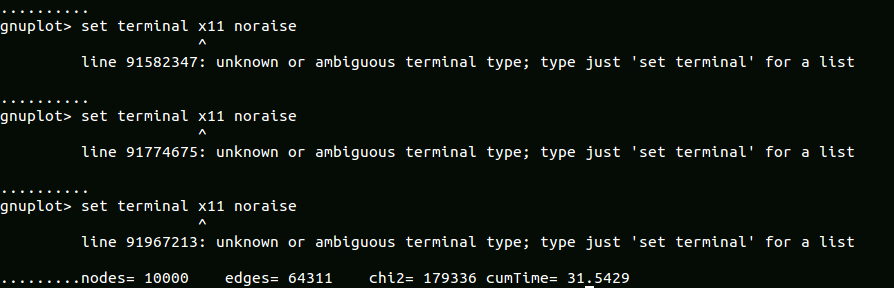 ..........
gnuplot> set terminal x11 noraise
                      ^
         line 91582347: unknown or ambiguous terminal type; type just 'set terminal' for a list

..........
gnuplot> set terminal x11 noraise
                      ^
         line 91774675: unknown or ambiguous terminal type; type just 'set terminal' for a list

..........
gnuplot> set terminal x11 noraise
                      ^
         line 91967213: unknown or ambiguous terminal type; type just 'set terminal' for a list

.........nodes= 10000    edges= 64311    chi2= 179336 cumTime= 31.5429